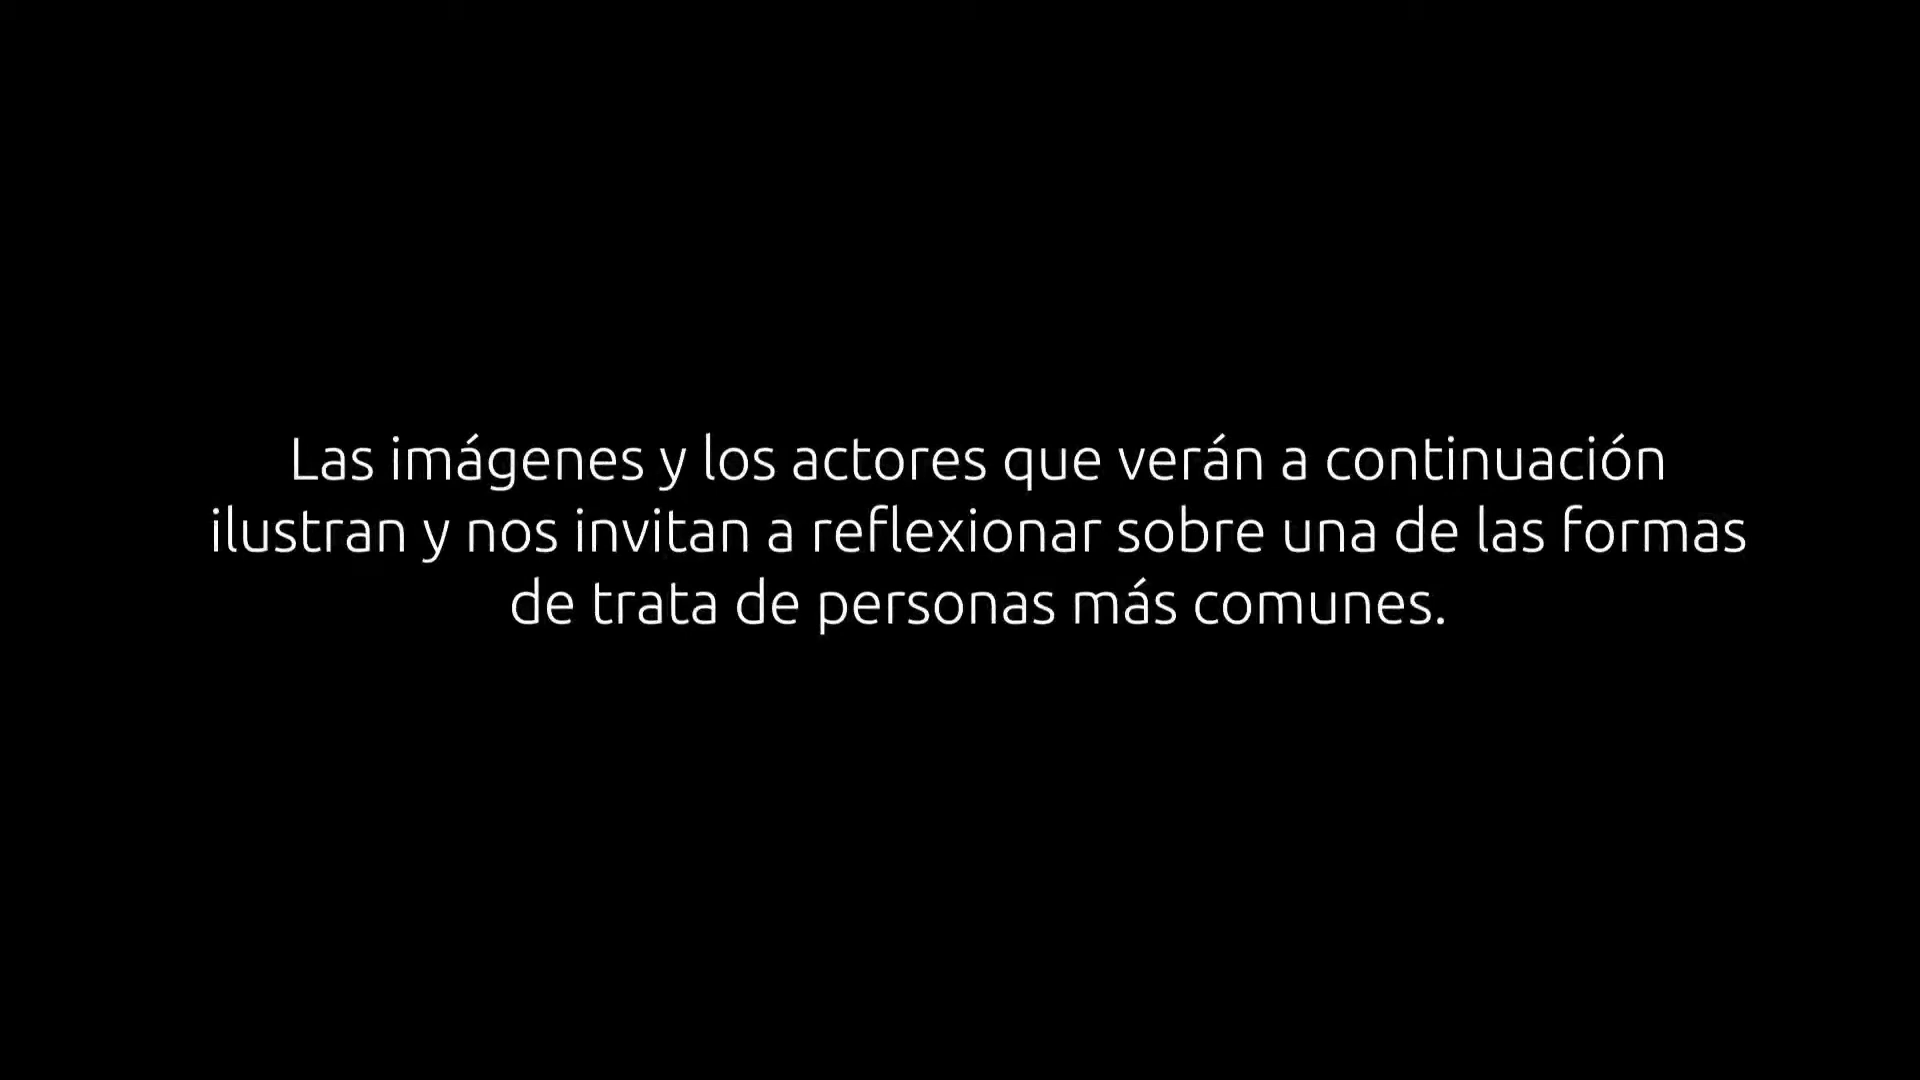 Las imágenes y los actores que verán a continuación
ilustran y nos invitan a reflexionar sobre una de las formas
de trata de personas más comunes.